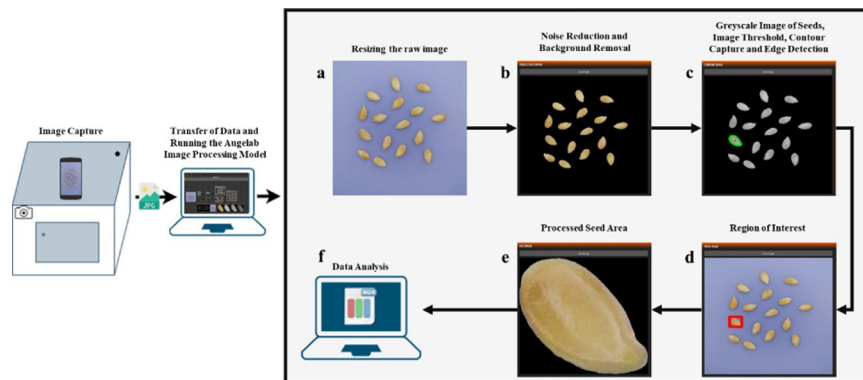 Image Capture
JPG
Transfer of Data and
Running the Augelab
Image Processing Model
a
Resizing the raw image
b
Noise Reduction and
Background Removal
c
Greyscale Image of Seeds,
Image Threshold, Contour
Capture and Edge Detection
d
Region of Interest
e
Processed Seed Area
f
Data Analysis